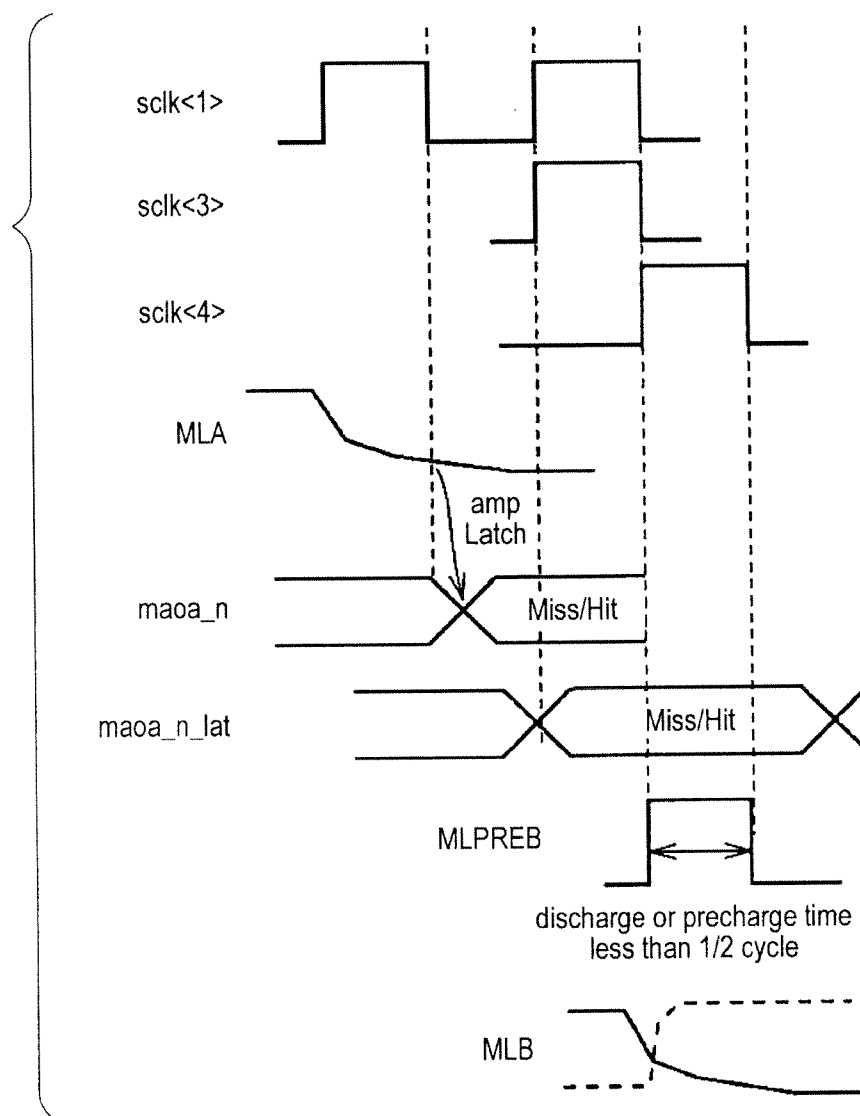 sclk<1>
sclk<3>
sclk<4>
MLA
amp
Latch
maoa_n
Miss/Hit
maoa_n_lat
Miss/Hit
MLPREB
discharge or precharge time
less than 1/2 cycle
MLB